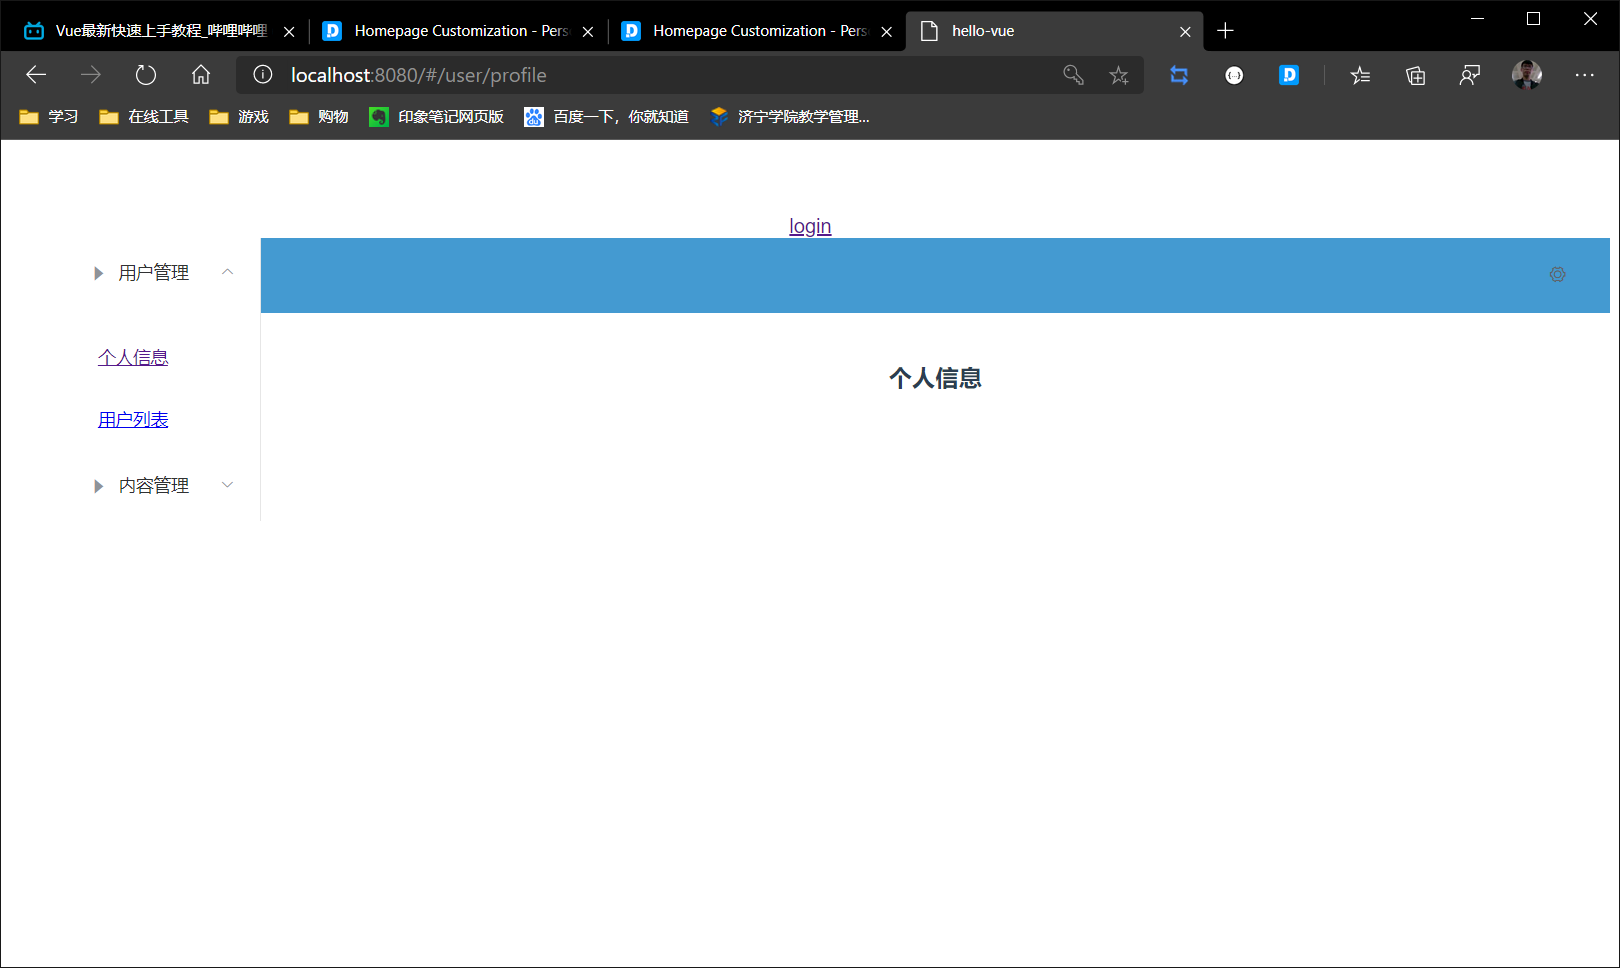 Vue最新快速上手教程_哔哩哔哩
Homepage Customization - Pers
Homepage Customization - Pers
hello-vue
localhost:8080/#/user/profile
学习
在线工具
游戏
购物
印象笔记网页版
百度一下，你就知道
济宁学院教学管理...
login
用户管理
个人信息
个人信息
用户列表
内容管理